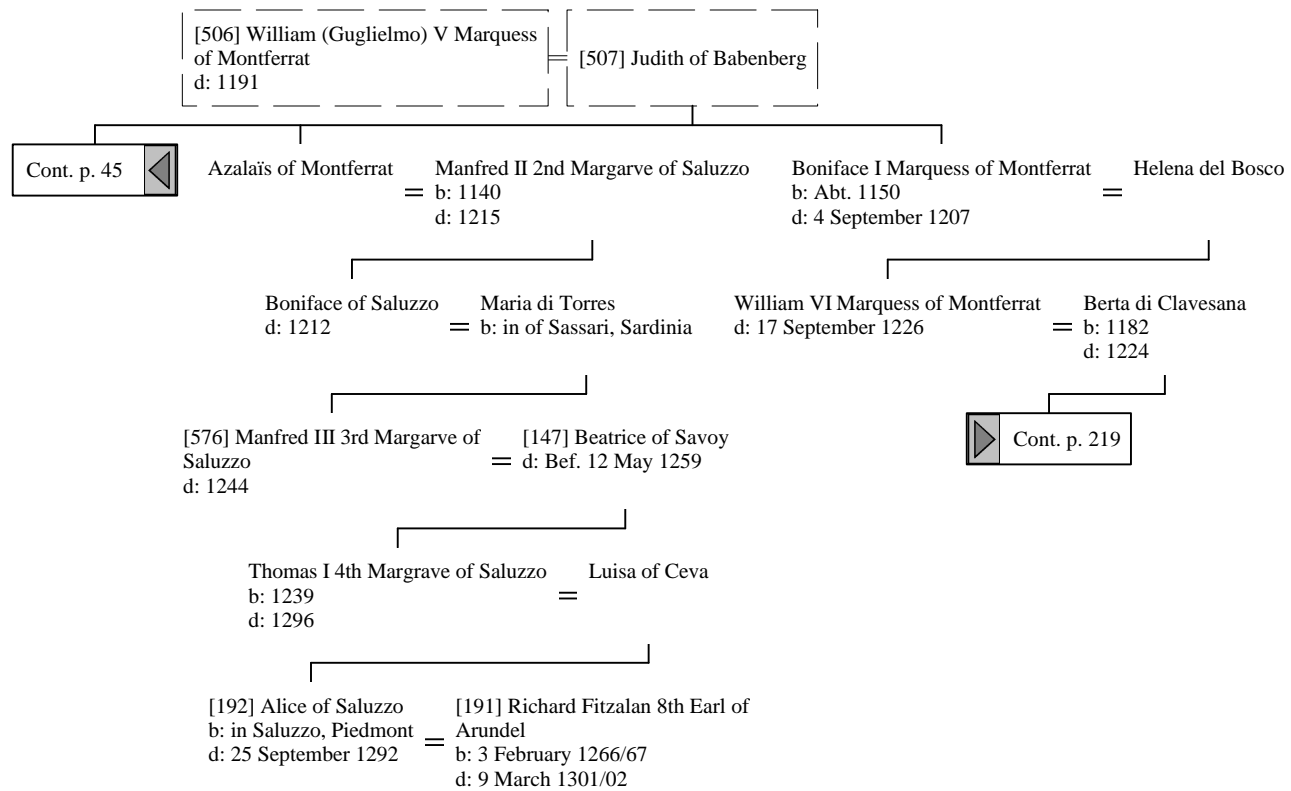 [506] William (Guglielmo) V Marquess
of Montferrat
d: 1191
=
[507] Judith of Babenberg
Cont. p. 45
Azalaïs of Montferrat
=
Manfred II 2nd Margarve of Saluzzo
b: 1140
d: 1215
Boniface I Marquess of Montferrat
b: Abt. 1150
d: 4 September 1207
=
Helena del Bosco
Boniface of Saluzzo
d: 1212
=
Maria di Torres
b: in of Sassari, Sardinia
William VI Marquess of Montferrat
d: 17 September 1226
=
Berta di Clavesana
b: 1182
d: 1224
[576] Manfred III 3rd Margarve of
Saluzzo
d: 1244
=
[147] Beatrice of Savoy
d: Bef. 12 May 1259
Cont. p. 219
Thomas I 4th Margrave of Saluzzo
b: 1239
d: 1296
=
Luisa of Ceva
[192] Alice of Saluzzo
b: in Saluzzo, Piedmont
d: 25 September 1292
=
[191] Richard Fitzalan 8th Earl of
Arundel
b: 3 February 1266/67
d: 9 March 1301/02